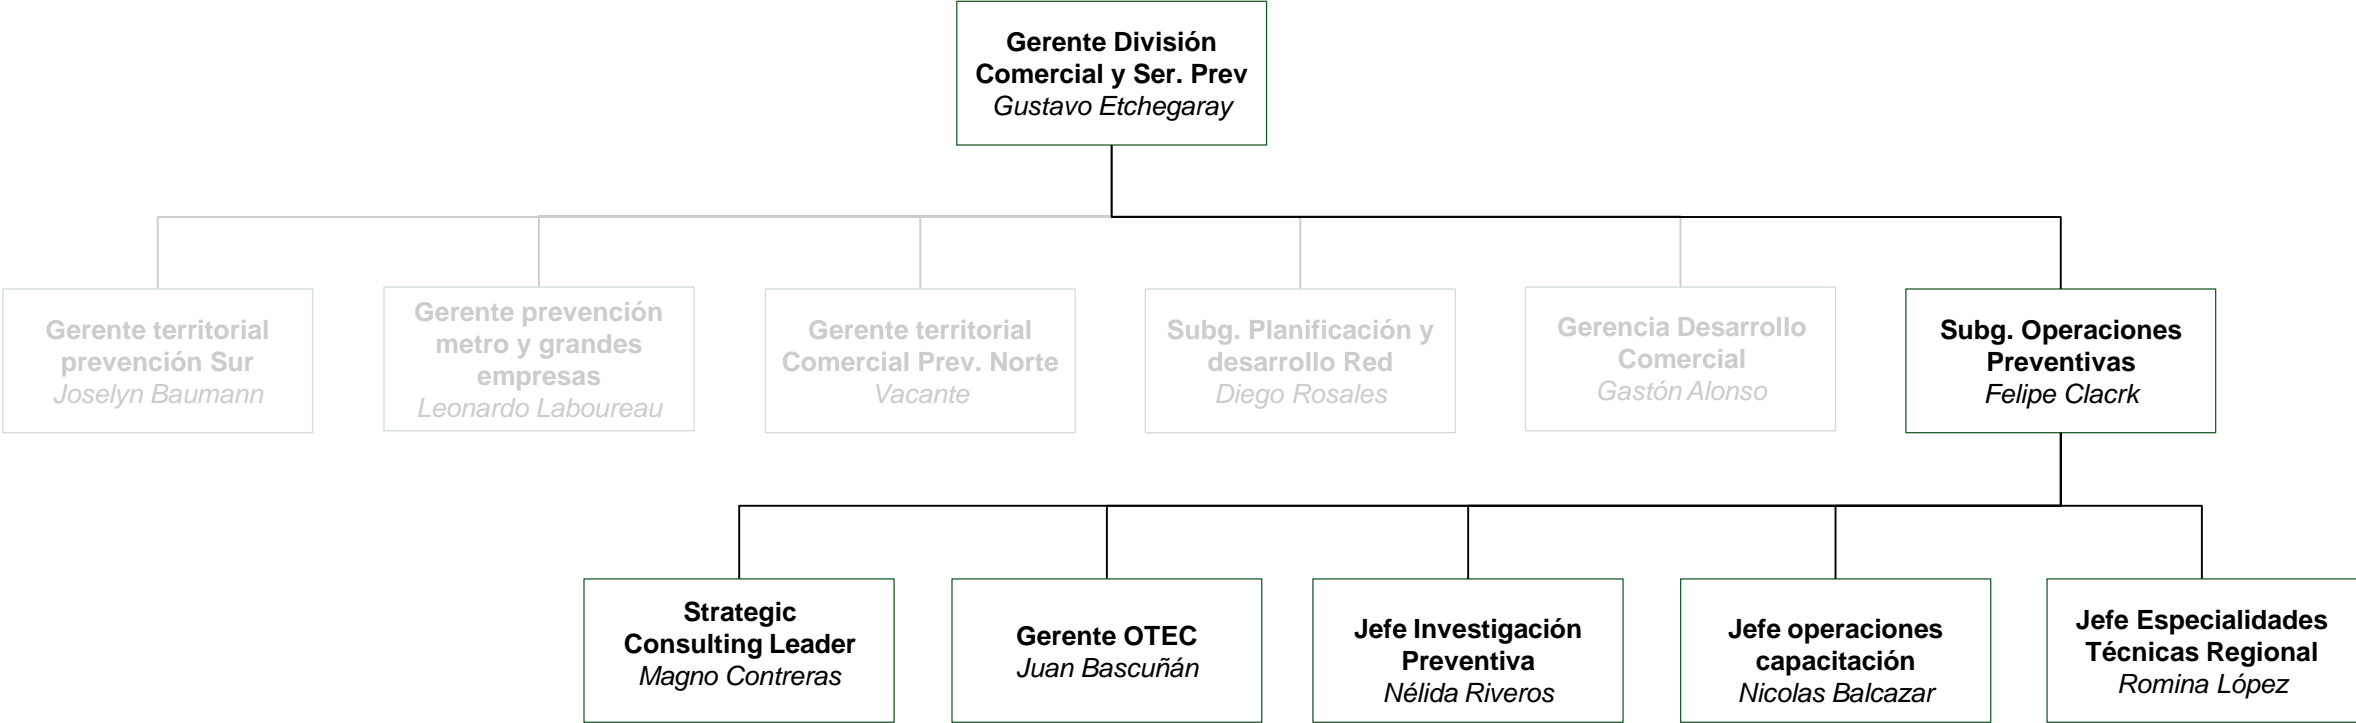 Gerente División
Comercial y Ser. Prev
Gustavo Etchegaray
Gerente territorial
prevención Sur
Joselyn Baumann
Gerente prevención
metro y grandes
empresas
Leonardo Laboureau
Gerente territorial
Comercial Prev. Norte
Vacante
Subg. Planificación y
desarrollo Red
Diego Rosales
Gerencia Desarrollo
Comercial
Gastón Alonso
Subg. Operaciones
Preventivas
Felipe Clacrk
Strategic
Consulting Leader
Magno Contreras
Gerente OTEC
Juan Bascuñán
Jefe Investigación
Preventiva
Nélida Riveros
Jefe operaciones
capacitación
Nicolas Balcazar
Jefe Especialidades
Técnicas Regional
Romina López